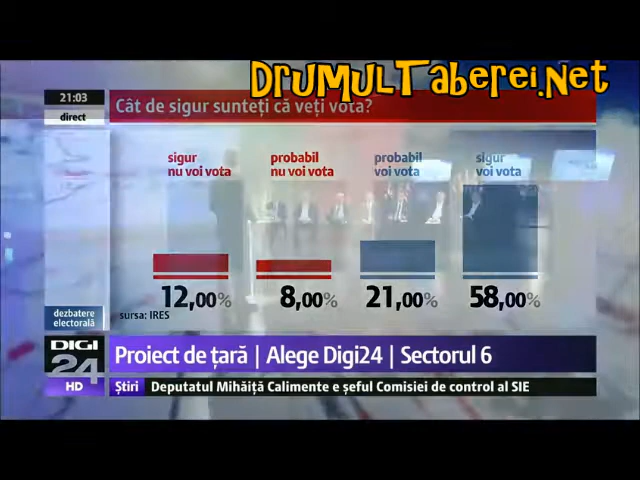 DrumulTaberei.Net
21:03
direct
Cât de sigur sunteți că veți vota?
sigur
nu voi vota
probabil
nu voi vota
probabil
voi vota
sigur
voi vota
12,00%
8,00%
21,00%
58,00%
dezbatere
electorală
sursa: IRES
DIGI
24
HD
Proiect de țară | Alege Digi24 | Sectorul 6
Știri
Deputatul Mihăiță Calimente e șeful Comisiei de control al SIE